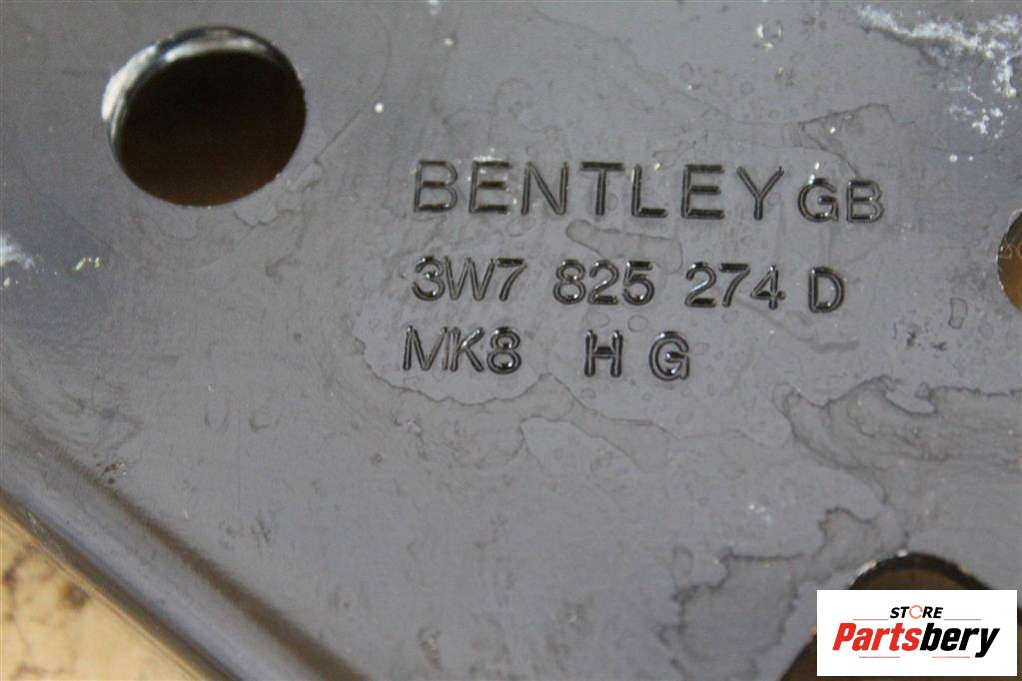 BENTLEY GB
3W7 825 274 D
MK8 H G
STORE
Partsbery